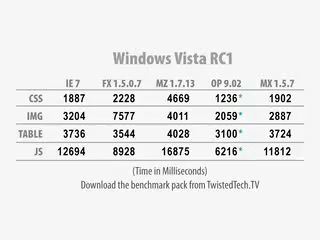 Windows Vista RC1
IE 7 FX 1.5.0.7 MZ 1.7.13 OP 9.02 MX 1.5.7
CSS 1887 2228 4669 1236* 1902
IMG 3204 7577 4011 2059* 2887
TABLE 3736 3544 4028 3100* 3724
JS 12694 8928 16875 6216* 11812
(Time in Milliseconds)
Download the benchmark pack from TwistedTech.TV